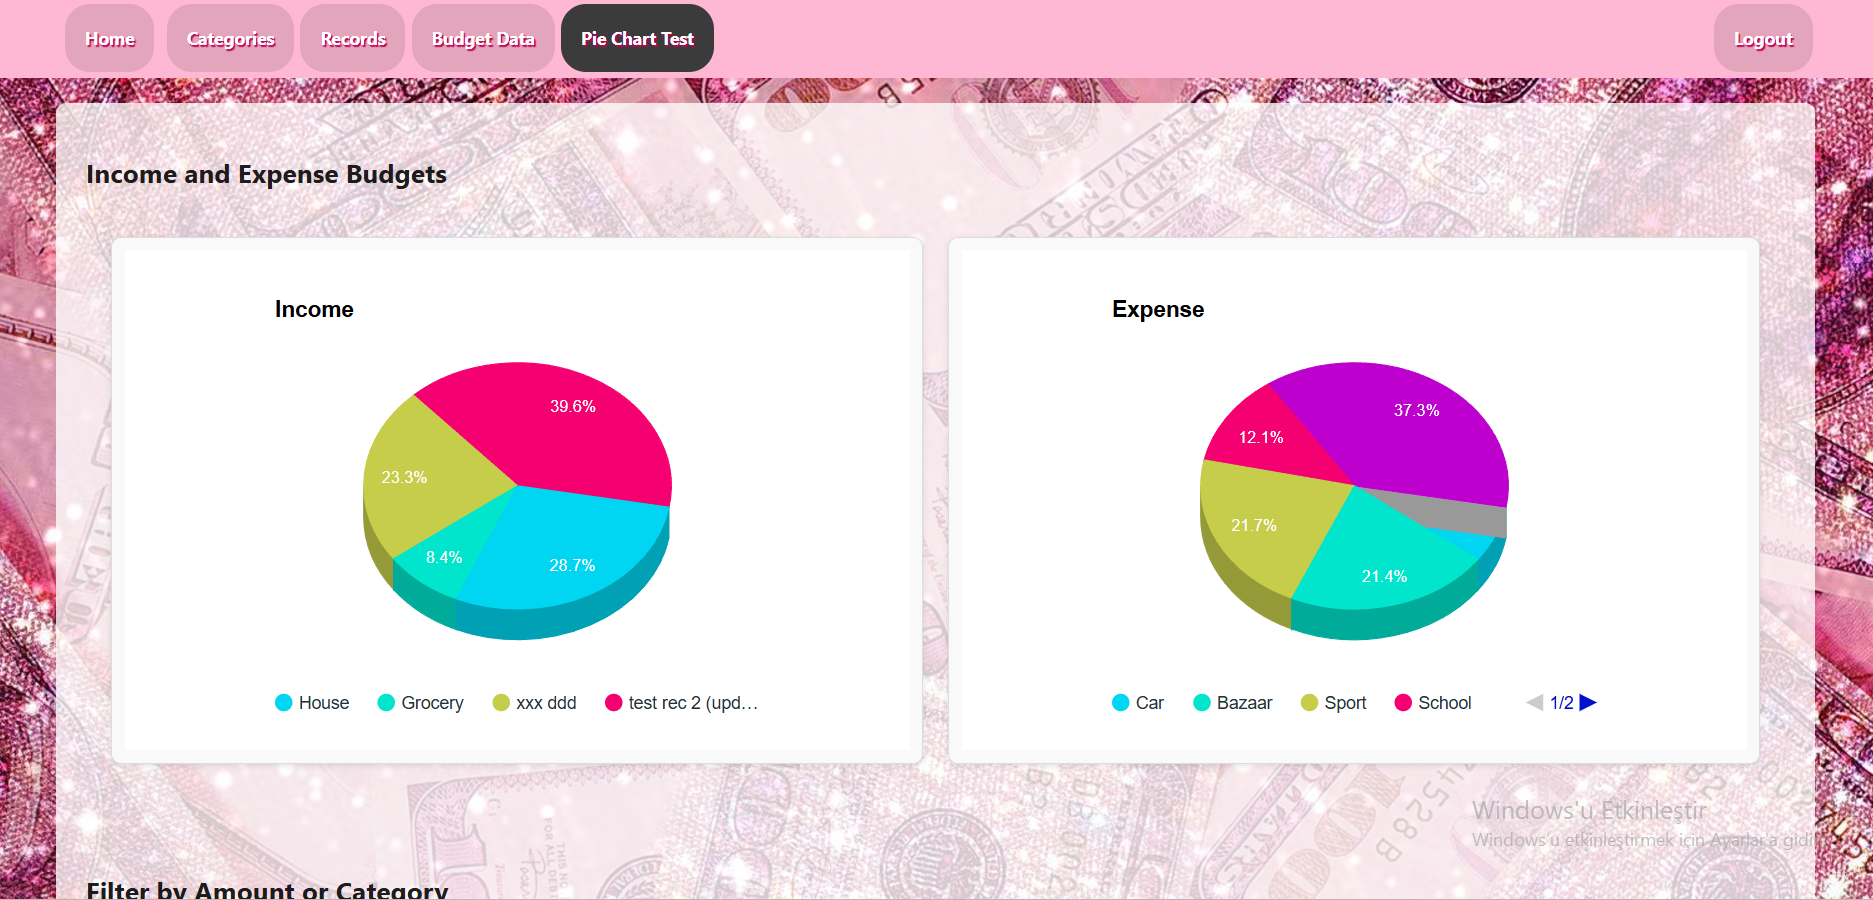 Home Categories Records Budget Data Pie Chart Test Logout
Income and Expense Budgets
Income
39.6%
23.3%
8.4%
28.7%
House Grocery xxx ddd test rec 2 (upd...
Expense
37.3%
12.1%
21.7%
21.4%
Car Bazaar Sport School 1/2
Windows'u Etkinleştir
Windows'u etkinleştirmek için Ayarlar'a gidi
Filter by Amount or Category